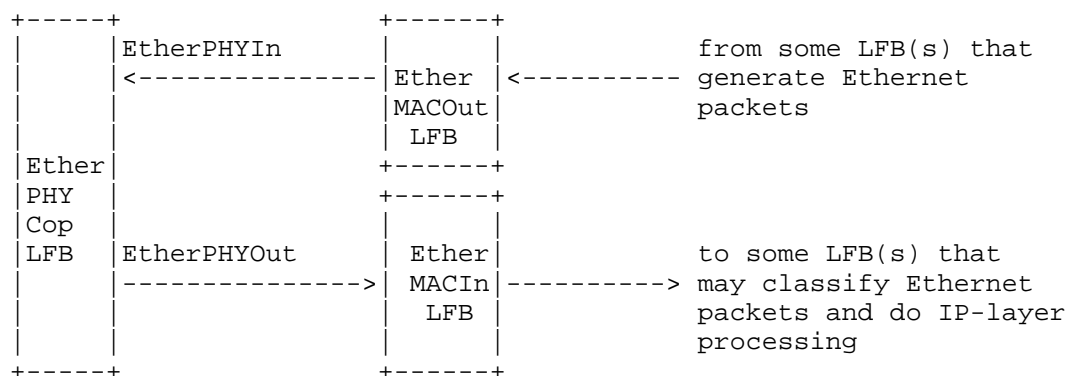 EtherPHYIn from some LFB(s) that
Ether generate Ethernet
MACOut packets
LFB
Ether
PHY
Cop
LFB EtherPHYOut Ether to some LFB(s) that
MACIn may classify Ethernet
LFB packets and do IP-layer
processing